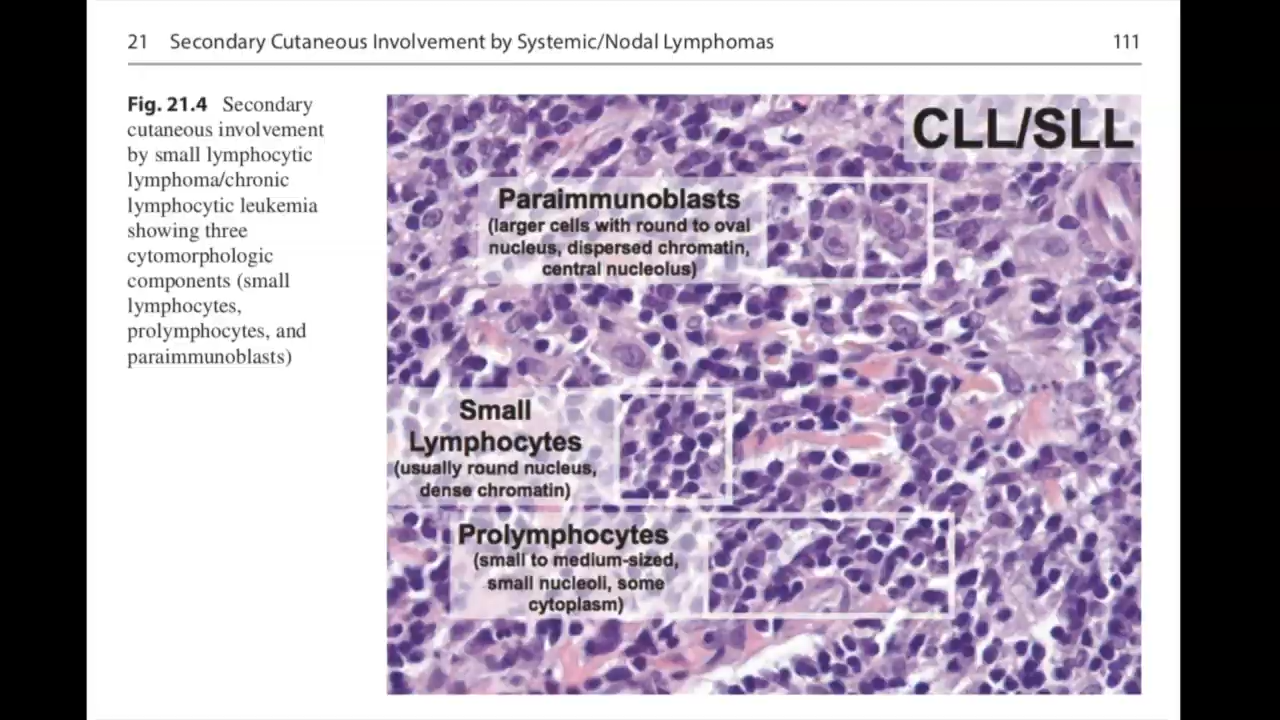 21 Secondary Cutaneous Involvement by Systemic/Nodal Lymphomas 111
Fig. 21.4 Secondary
cutaneous involvement
by small lymphocytic
lymphoma/chronic
lymphocytic leukemia
showing three
cytomorphologic
components (small
lymphocytes,
prolymphocytes, and
paraimmunoblasts)
CLL/SLL
Paraimmunoblasts
(larger cells with round to oval
nucleus, dispersed chromatin,
central nucleolus)
Small
Lymphocytes
(usually round nucleus,
dense chromatin)
Prolymphocytes
(small to medium-sized,
small nucleoli, some
cytoplasm)